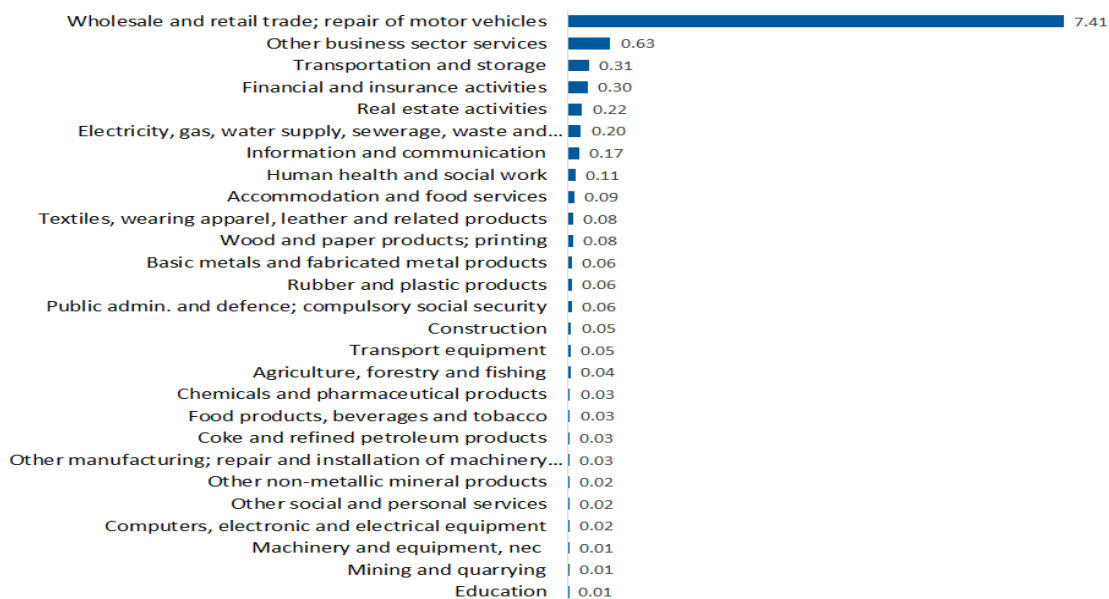 Wholesale and retail trade; repair of motor vehicles 7.41
Other business sector services 0.63
Transportation and storage 0.31
Financial and insurance activities 0.30
Real estate activities 0.22
Electricity, gas, water supply, sewerage, waste and... 0.20
Information and communication 0.17
Human health and social work 0.11
Accommodation and food services 0.09
Textiles, wearing apparel, leather and related products 0.08
Wood and paper products; printing 0.08
Basic metals and fabricated metal products 0.06
Rubber and plastic products 0.06
Public admin. and defence; compulsory social security 0.06
Construction 0.05
Transport equipment 0.05
Agriculture, forestry and fishing 0.04
Chemicals and pharmaceutical products 0.03
Food products, beverages and tobacco 0.03
Coke and refined petroleum products 0.03
Other manufacturing; repair and installation of machinery... 0.03
Other non-metallic mineral products 0.02
Other social and personal services 0.02
Computers, electronic and electrical equipment 0.02
Machinery and equipment, nec 0.01
Mining and quarrying 0.01
Education 0.01